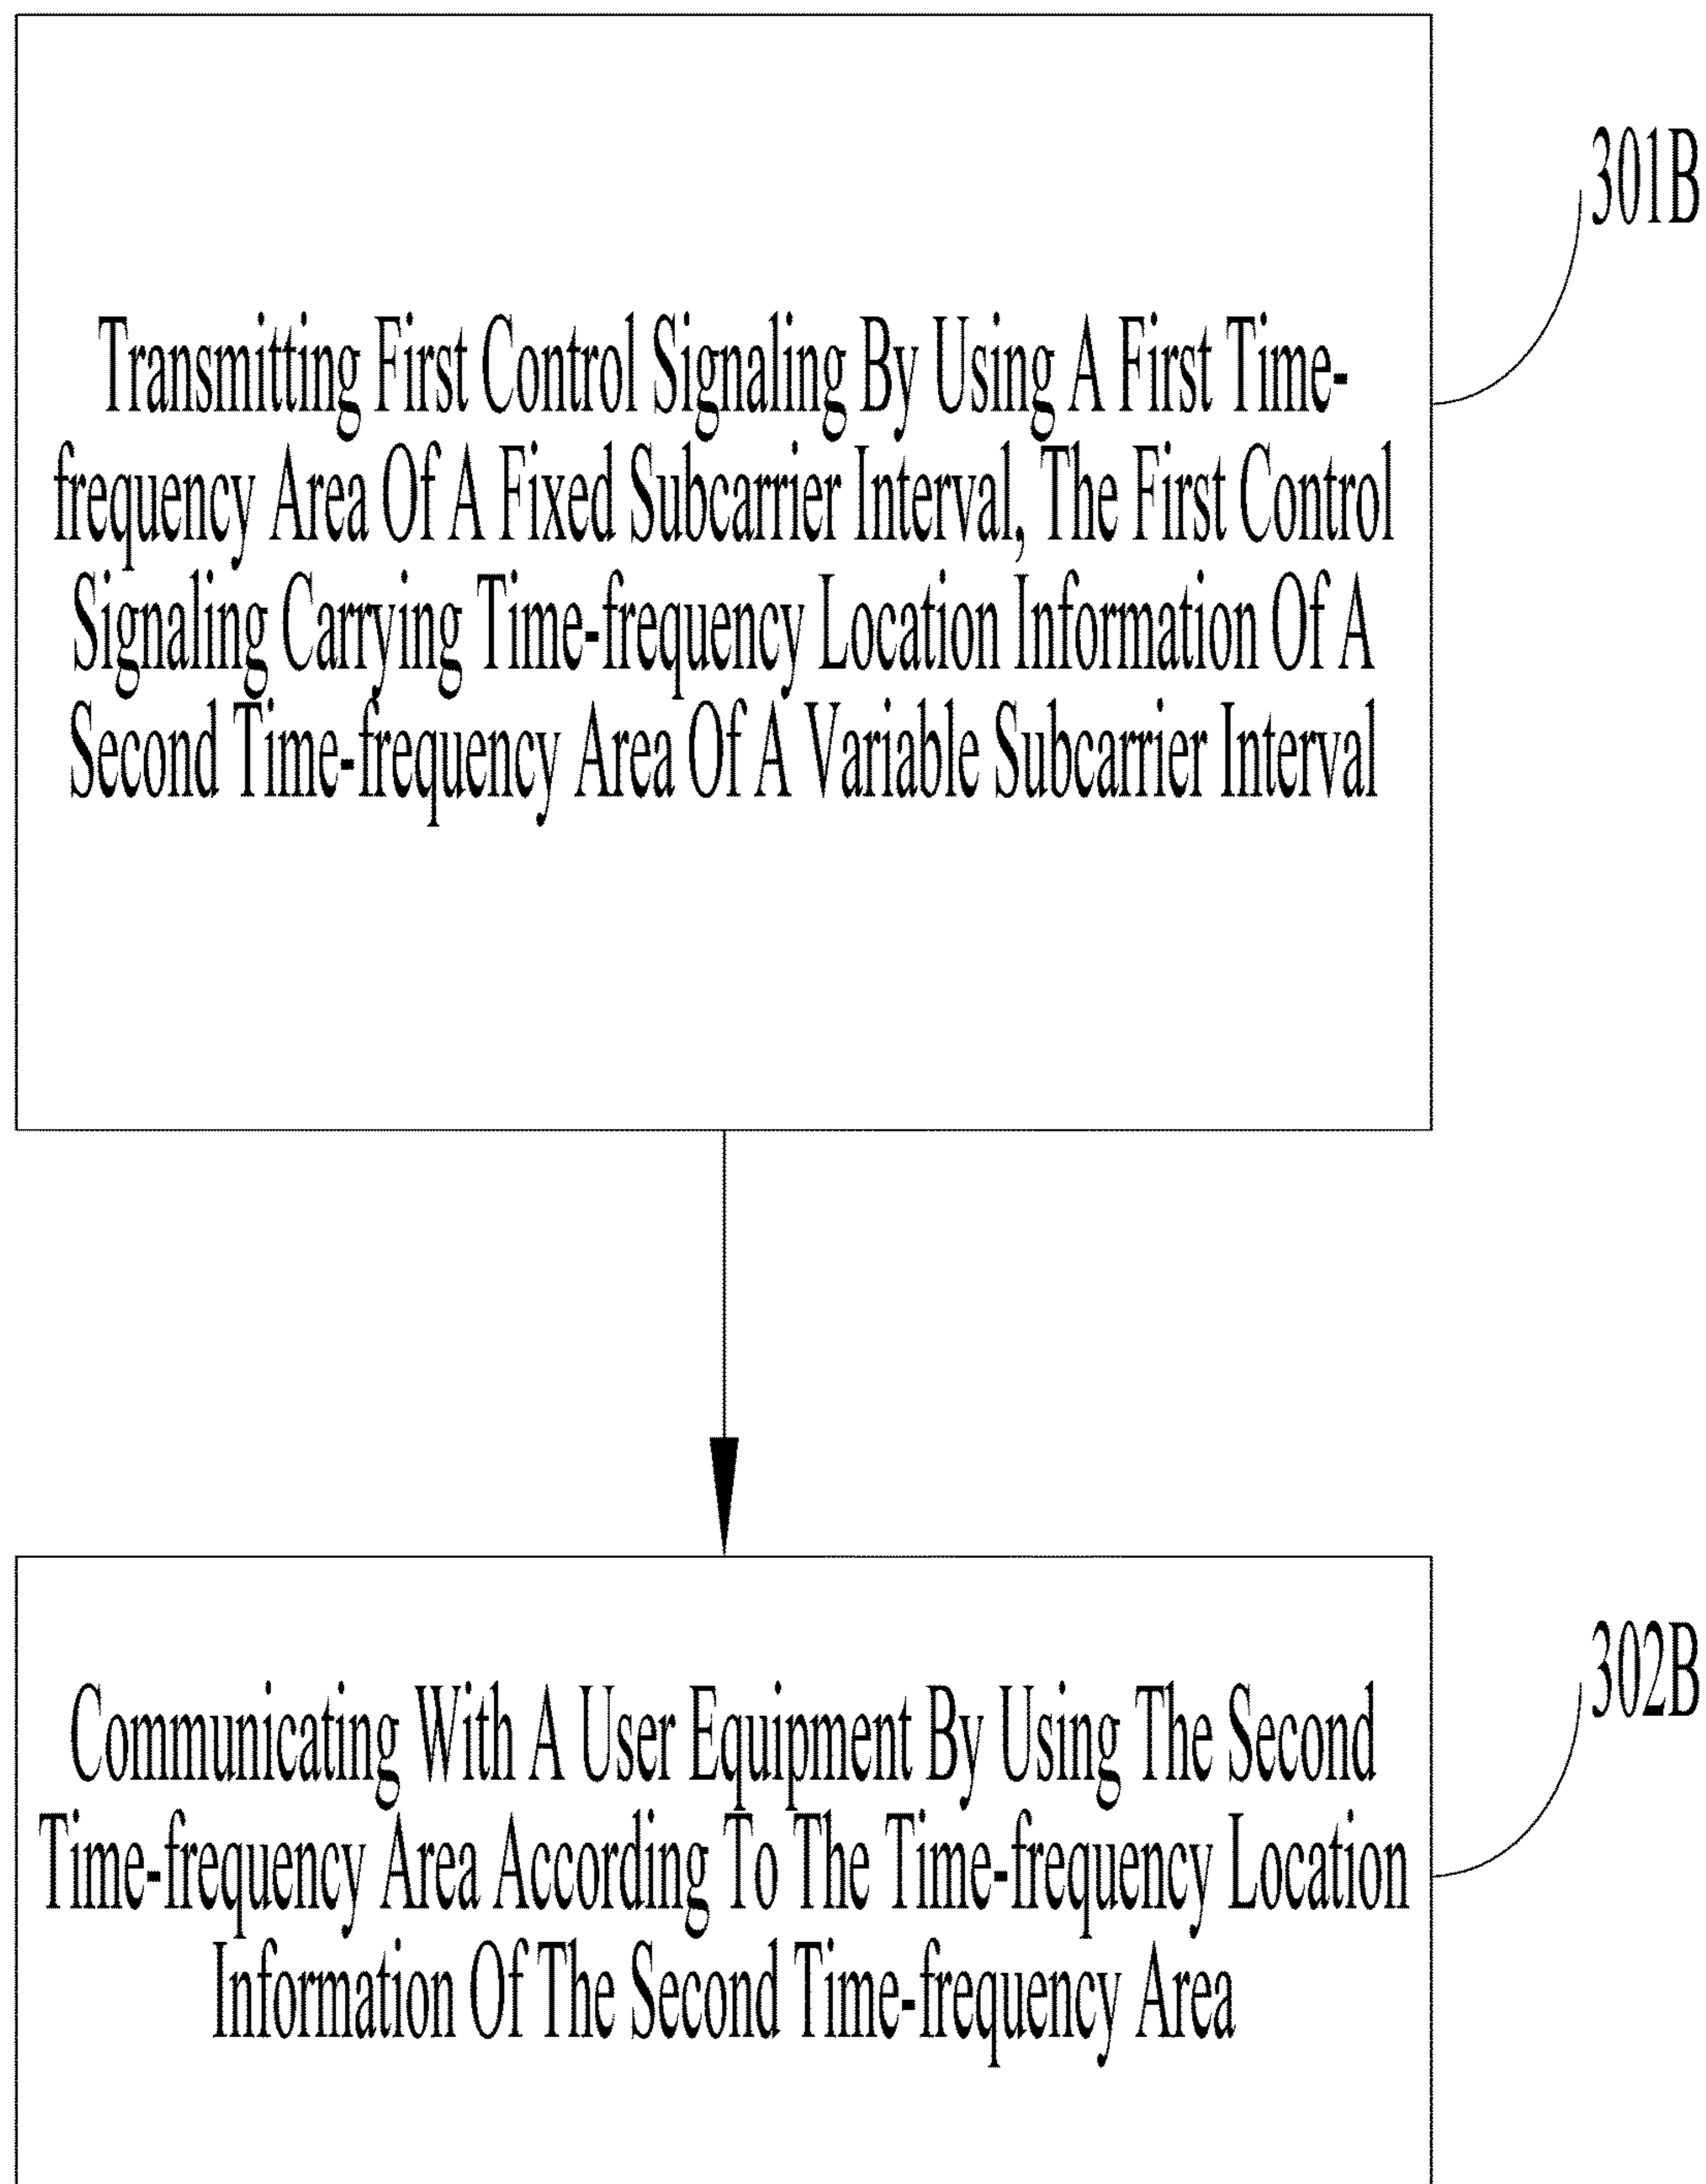 301B
Transmitting First Control Signaling By Using A First Time-
frequency Area Of A Fixed Subcarrier Interval, The First Control
Signaling Carrying Time-frequency Location Information Of A
Second Time-frequency Area Of A Variable Subcarrier Interval
302B
Communicating With A User Equipment By Using The Second
Time-frequency Area According To The Time-frequency Location
Information Of The Second Time-frequency Area